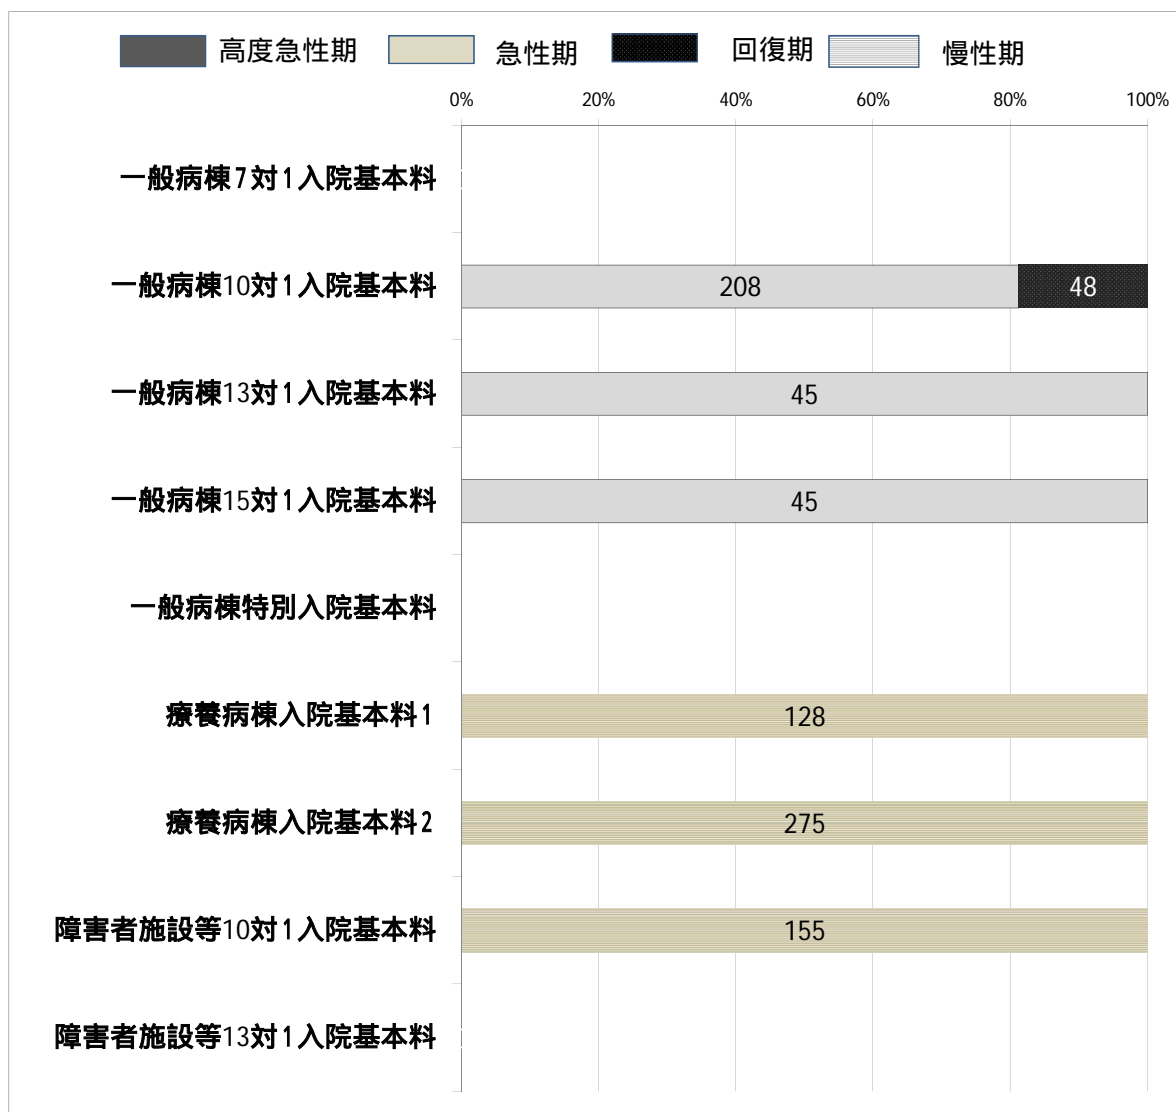 高度急性期 急性期 回復期 慢性期
0% 20% 40% 60% 80% 100%
一般病棟7対1入院基本料
一般病棟10対1入院基本料 208 48
一般病棟13対1入院基本料 45
一般病棟15対1入院基本料 45
一般病棟特別入院基本料
療養病棟入院基本料1 128
療養病棟入院基本料2 275
障害者施設等10対1入院基本料 155
障害者施設等13対1入院基本料